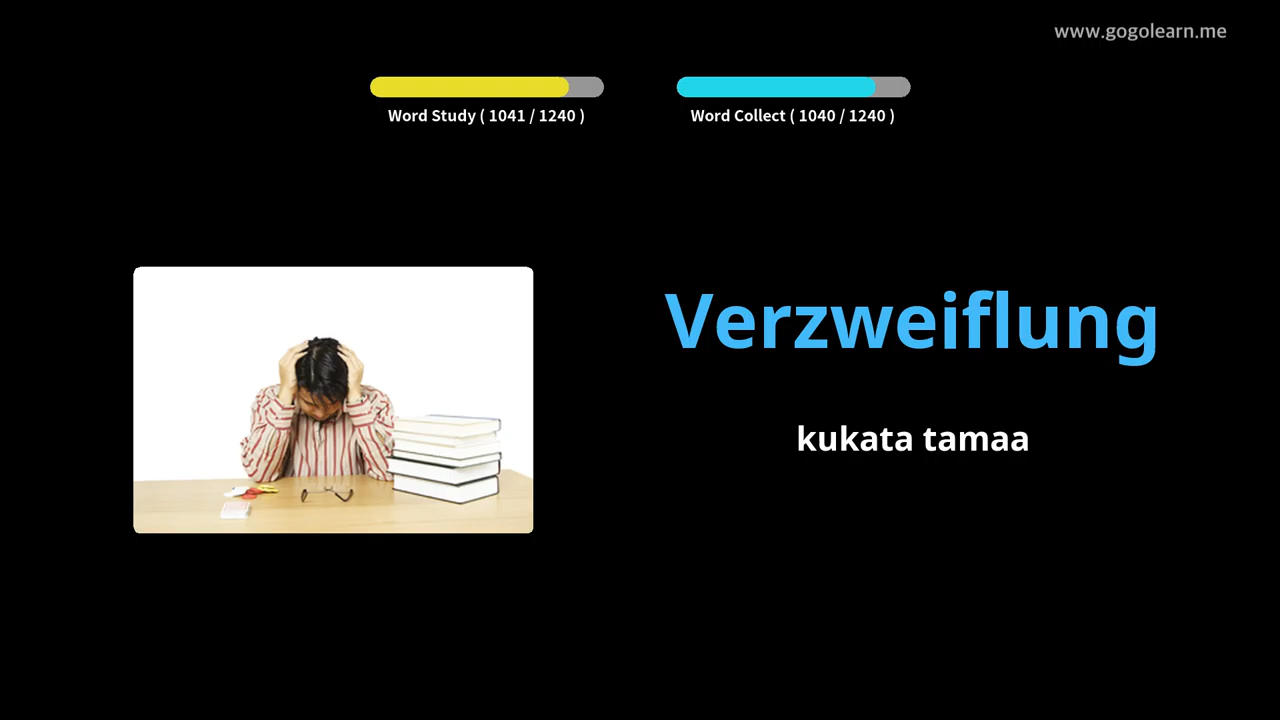 www.gogolearn.me
Word Study ( 1041 / 1240 )
Word Collect ( 1040 / 1240 )
Verzweiflung
kukata tamaa